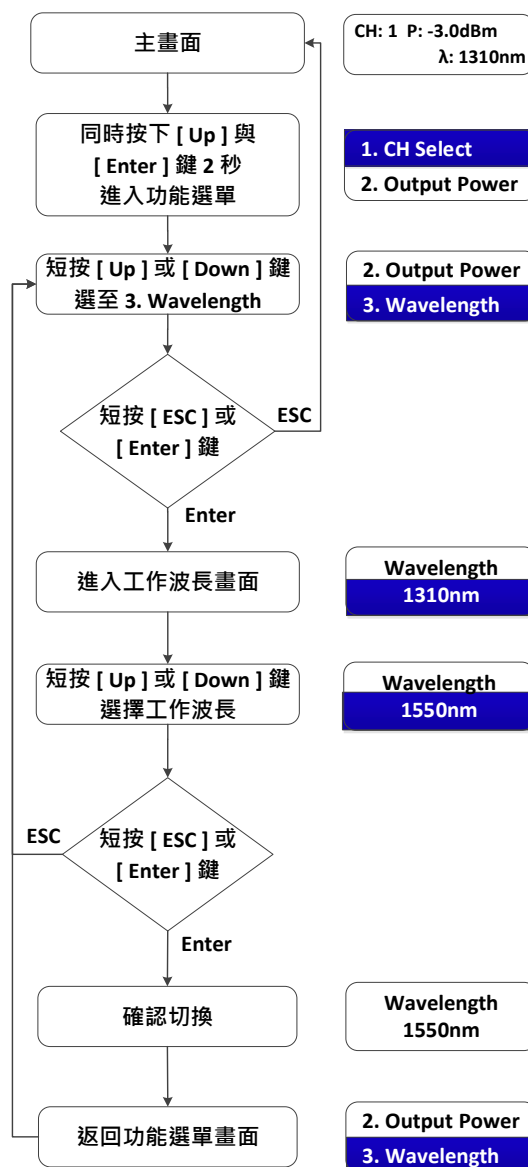 主畫面
CH: 1 P: -3.0dBm
λ: 1310nm
同時按下 [ Up ] 與
[ Enter ] 鍵 2 秒
進入功能選單
1. CH Select
2. Output Power
短按 [ Up ] 或 [ Down ] 鍵
選至 3. Wavelength
2. Output Power
3. Wavelength
短按 [ ESC ] 或
[ Enter ] 鍵
ESC
Enter
進入工作波長畫面
Wavelength
1310nm
短按 [ Up ] 或 [ Down ] 鍵
選擇工作波長
Wavelength
1550nm
ESC
短按 [ ESC ] 或
[ Enter ] 鍵
Enter
確認切換
Wavelength
1550nm
返回功能選單畫面
2. Output Power
3. Wavelength